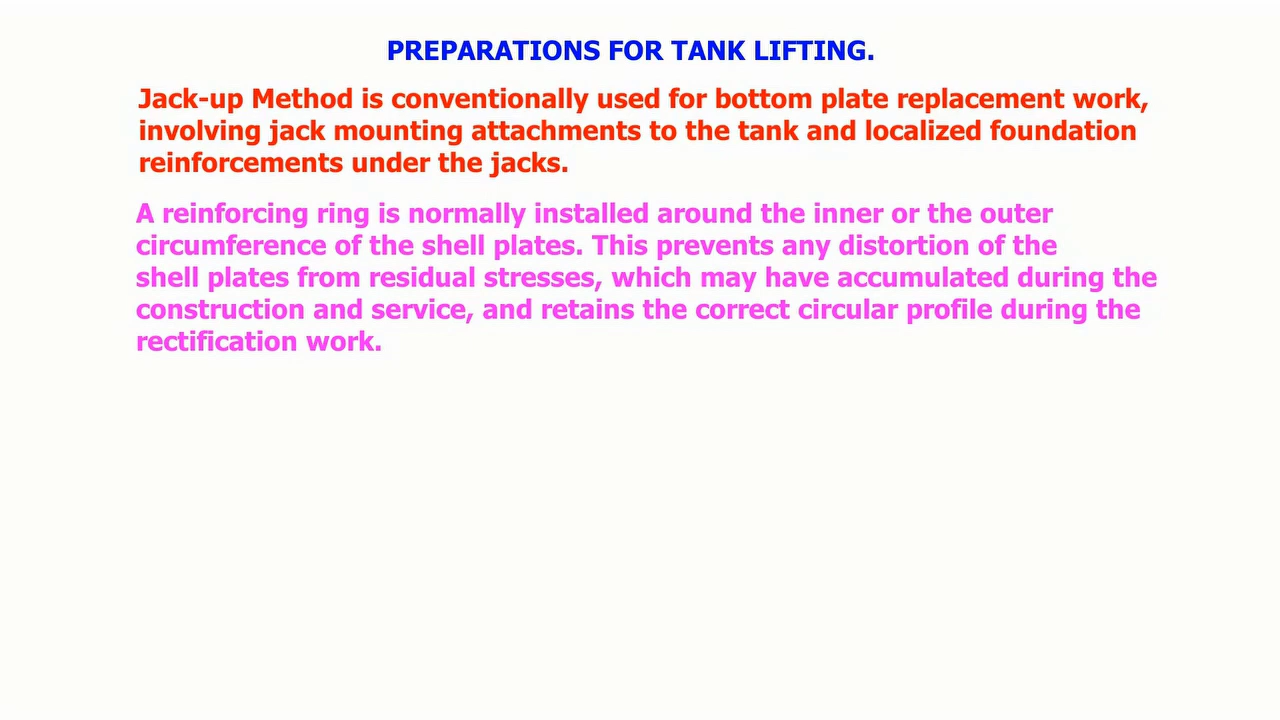 PREPARATIONS FOR TANK LIFTING.
Jack-up Method is conventionally used for bottom plate replacement work,
involving jack mounting attachments to the tank and localized foundation
reinforcements under the jacks.
A reinforcing ring is normally installed around the inner or the outer
circumference of the shell plates. This prevents any distortion of the
shell plates from residual stresses, which may have accumulated during the
construction and service, and retains the correct circular profile during the
rectification work.